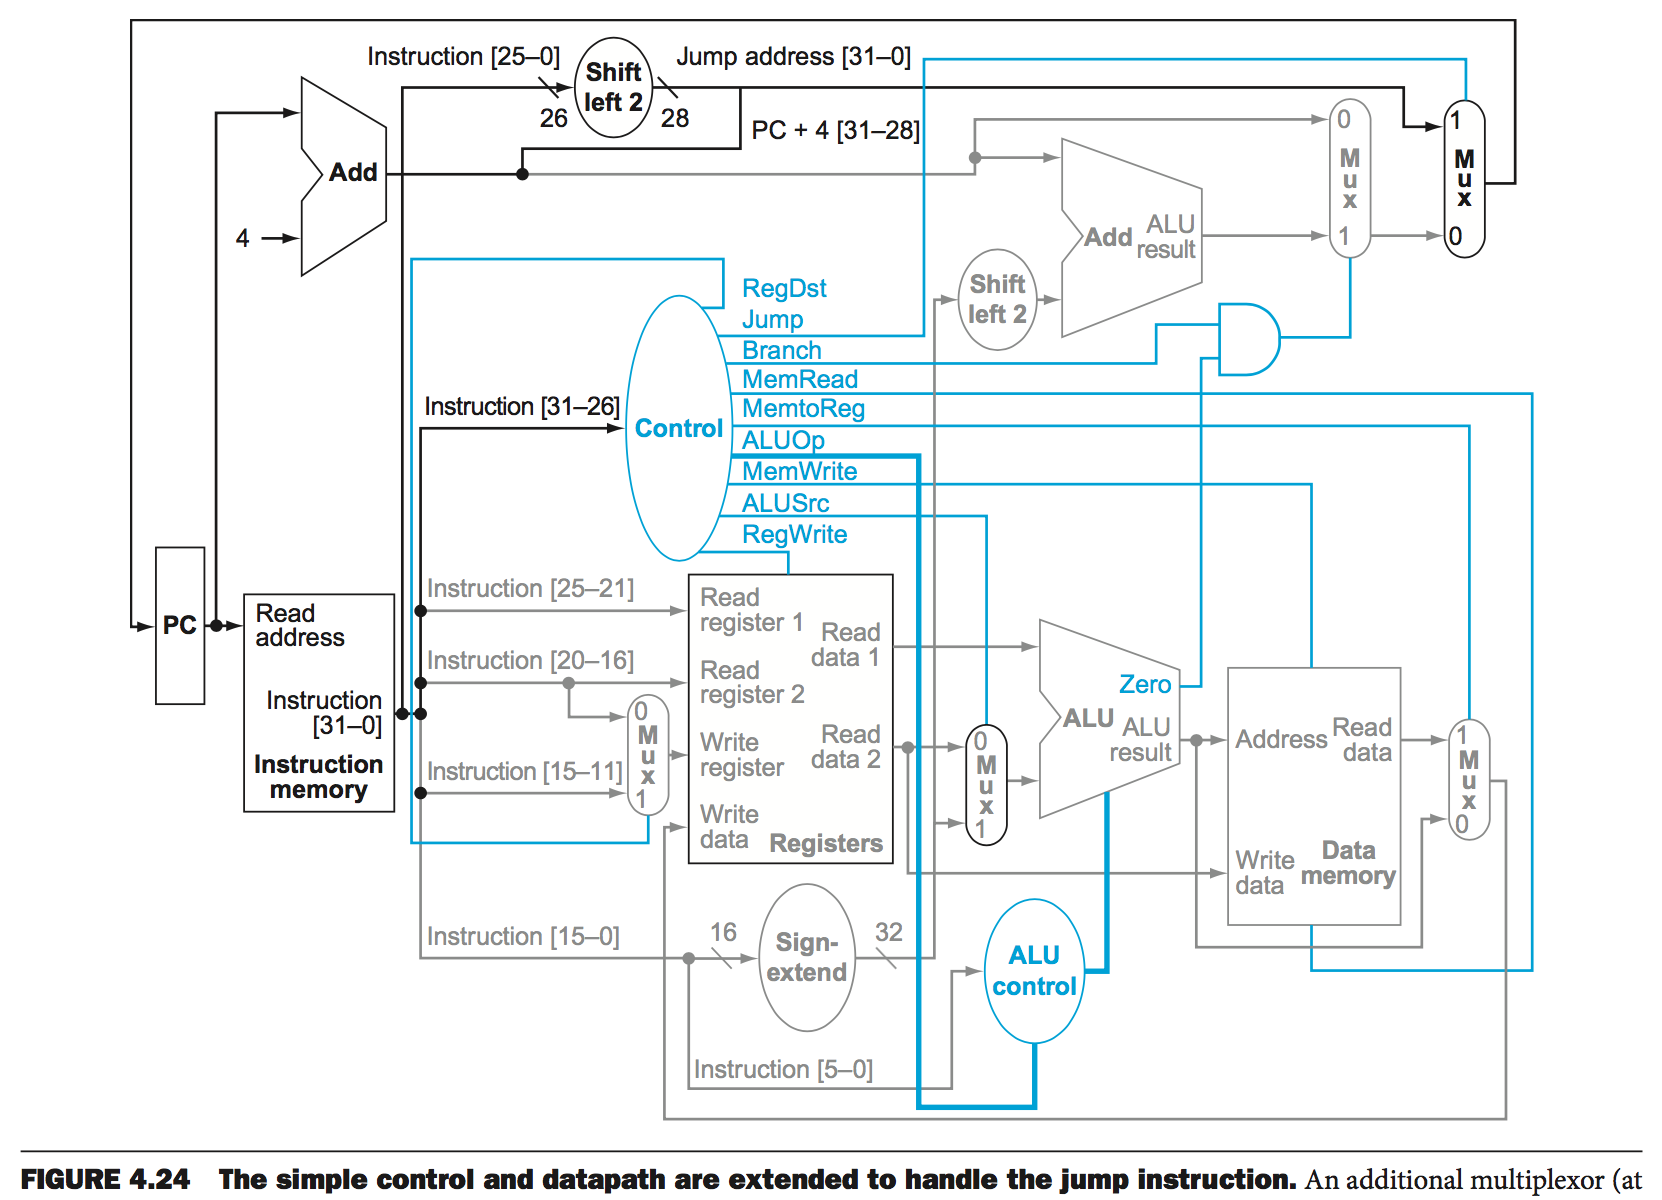 Instruction [25–0]
Shift
left 2
Jump address [31–0]
26
28
PC + 4 [31–28]
Add
4
0
M
u
x
1
1
M
u
x
0
Add
ALU
result
Shift
left 2
RegDst
Jump
Branch
MemRead
MemtoReg
ALUOp
MemWrite
ALUSrc
RegWrite
Instruction [31–26]
Control
PC
Read
address
Instruction
[31–0]
Instruction
memory
Instruction [25–21]
Instruction [20–16]
Instruction [15–11]
0
M
u
x
1
Read
register 1
Read
register 2
Write
register
Write
data
Read
data 1
Read
data 2
Registers
0
M
u
x
1
Zero
ALU
ALU
result
Address
Read
data
Write
data
Data
memory
1
M
u
x
0
Instruction [15–0]
16
Sign-
extend
32
ALU
control
Instruction [5–0]
FIGURE 4.24 The simple control and datapath are extended to handle the jump instruction. An additional multiplexor (at